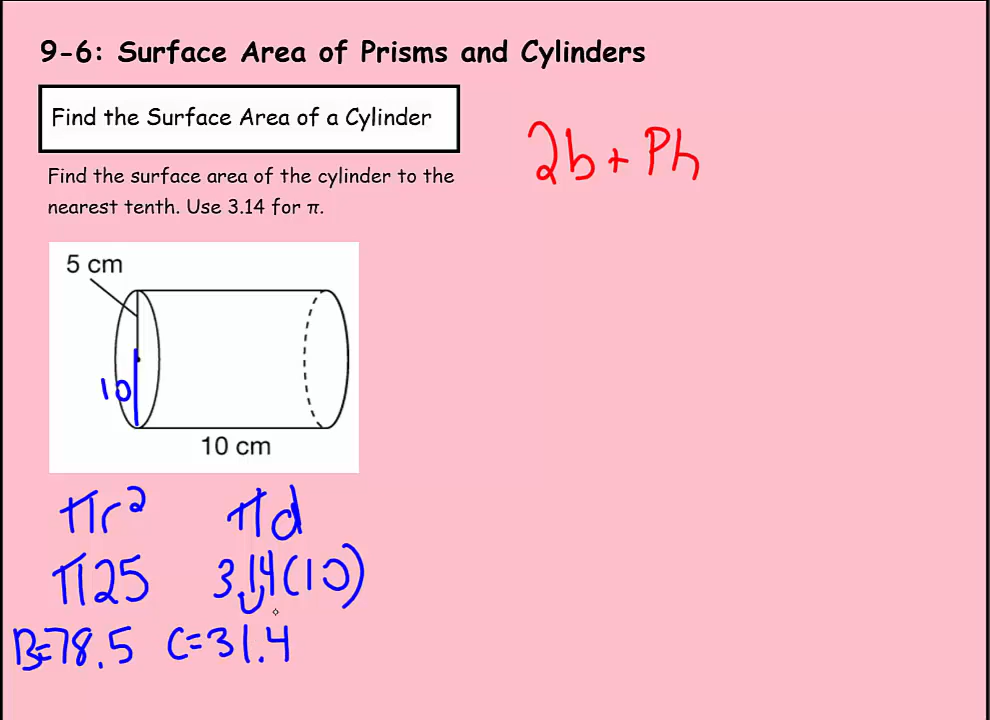 9-6: Surface Area of Prisms and Cylinders
Find the Surface Area of a Cylinder
2b + Ph
Find the surface area of the cylinder to the
nearest tenth. Use 3.14 for π.
5 cm
10
10 cm
πr² πd
π25 3.14(10)
B=78.5 C=31.4